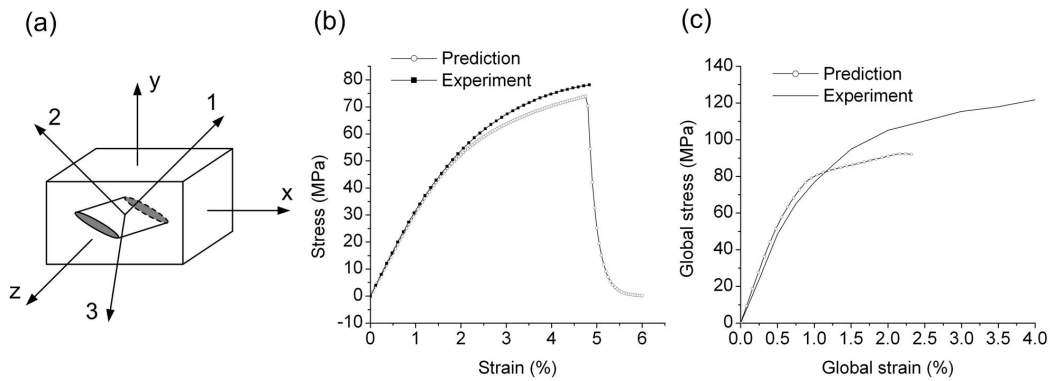 (a)
y
1
2
x
z
3
(b)
Prediction
Experiment
Stress (MPa)
80
70
60
50
40
30
20
10
0
-10
0 1 2 3 4 5 6
Strain (%)
(c)
Prediction
Experiment
Global stress (MPa)
140
120
100
80
60
40
20
0
0.0 0.5 1.0 1.5 2.0 2.5 3.0 3.5 4.0
Global strain (%)